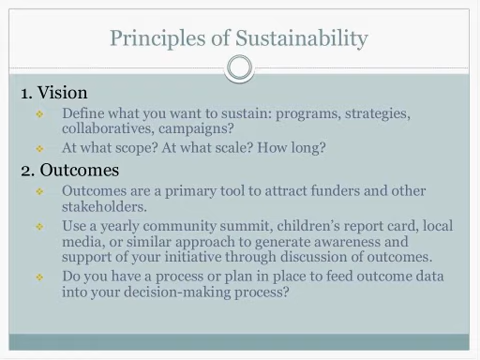 Principles of Sustainability
1. Vision
Define what you want to sustain: programs, strategies,
collaboratives, campaigns?
At what scope? At what scale? How long?
2. Outcomes
Outcomes are a primary tool to attract funders and other
stakeholders.
Use a yearly community summit, children's report card, local
media, or similar approach to generate awareness and
support of your initiative through discussion of outcomes.
Do you have a process or plan in place to feed outcome data
into your decision-making process?